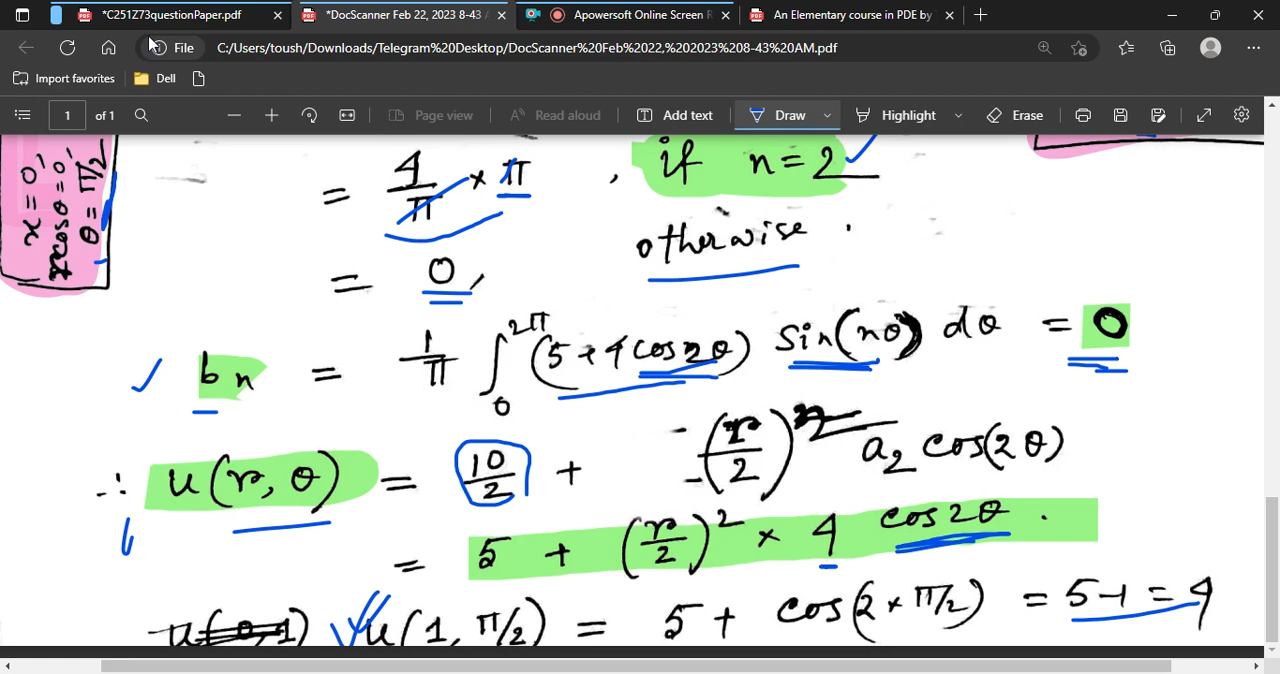 *C251Z73questionPaper.pdf
*DocScanner Feb 22, 2023 8-43 A
Apowersoft Online Screen R
An Elementary course in PDE by
File
C:/Users/toush/Downloads/Telegram%20Desktop/DocScanner%20Feb%2022,%202023%208-43%20AM.pdf
Import favorites
Dell
1 of 1
Page view
Read aloud
Add text
Draw
Highlight
Erase
x = 0,
r cosθ = 0,
θ = π/2
= 4/π × π , if n = 2
= 0, otherwise.
bn = 1/π ∫₀^2π (5 + 4 cos2θ) sin(nθ) dθ = 0
∴ u(r, θ) = 10/2 + (r/2)² a₂ cos(2θ)
= 5 + (r/2)² × 4 cos2θ.
u(1, π/2) = 5 + cos(2×π/2) = 5-1 = 4